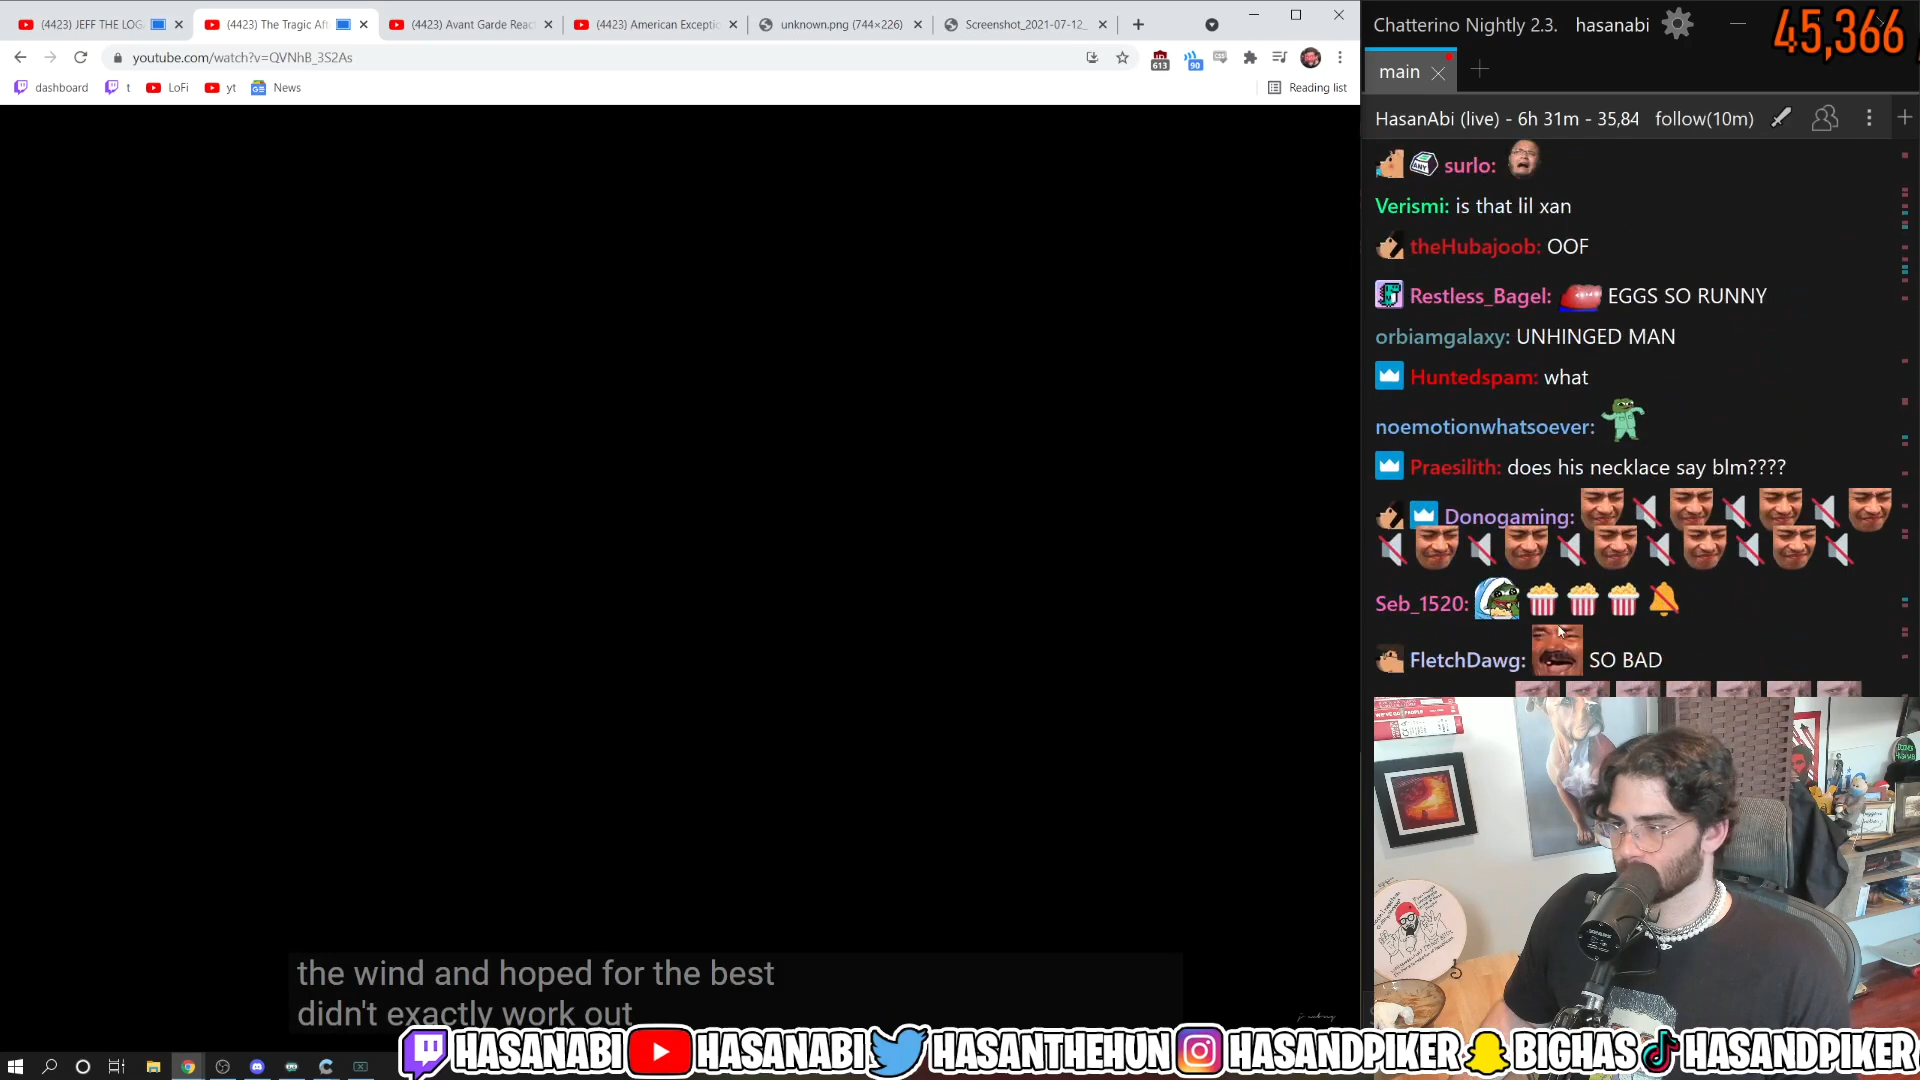 (4423) JEFF THE LOG
(4423) The Tragic Aft
(4423) Avant Garde Reac
(4423) American Exceptio
unknown.png (744×226)
Screenshot_2021-07-12_
youtube.com/watch?v=QVNhB_3S2As
613
90
dashboard
t
LoFi
yt
News
Reading list
the wind and hoped for the best
didn't exactly work out
Chatterino Nightly 2.3.
hasanabi
45,366
main
HasanAbi (live) - 6h 31m - 35,84
follow(10m)
ANY surlo:
Verismi: is that lil xan
theHubajoob: OOF
Restless_Bagel: EGGS SO RUNNY
orbiamgalaxy: UNHINGED MAN
Huntedspam: what
noemotionwhatsoever:
Praesilith: does his necklace say blm????
Donogaming:
Seb_1520:
FletchDawg: SO BAD
HASANABI
HASANABI
HASANTHEHUN
HASANDPIKER
BIGHAS
HASANDPIKER